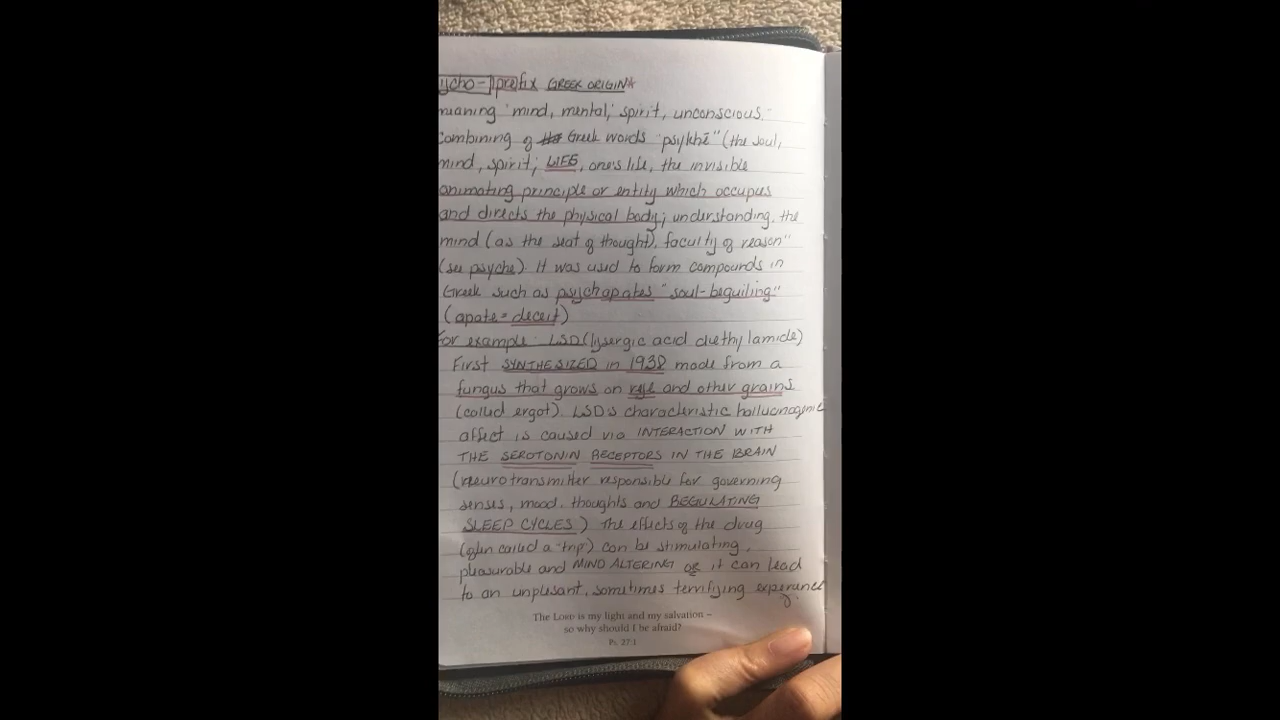 ycho- prefix GREEK ORIGIN*
meaning "mind, mental," spirit, unconscious."
Combining of Greek words "psykhē" (the soul,
mind, spirit; LIFE, one's life, the invisible
animating principle or entity which occupies
and directs the physical body; understanding, the
mind (as the seat of thought), faculty of reason"
(see psyche). It was used to form compounds in
Greek such as psychapates "soul-beguiling"
(apate = deceit)
For example: LSD (lysergic acid diethylamide)
First SYNTHESIZED in 1938 made from a
fungus that grows on rye and other grains
(called ergot). LSD's characteristic hallucinogenic
affect is caused via INTERACTION WITH
THE SEROTONIN RECEPTORS IN THE BRAIN
(neurotransmitter responsible for governing
senses, mood, thoughts and REGULATING
SLEEP CYCLES) The effects of the drug
(often called a "trip") can be stimulating,
pleasurable and MIND ALTERING or it can lead
to an unplesant, sometimes terrifying experience
The LORD is my light and my salvation –
so why should I be afraid?
Ps. 27:1